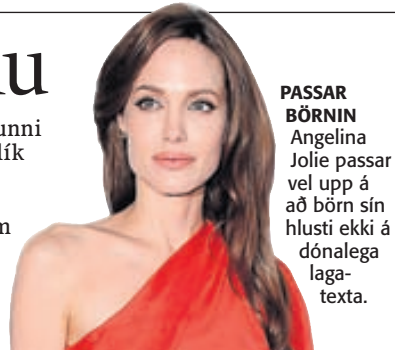 unni
lík
PASSAR
BÖRNIN
Angelina
Jolie passar
vel upp á
að börn sín
hlusti ekki á
dónalega
laga-
texta.